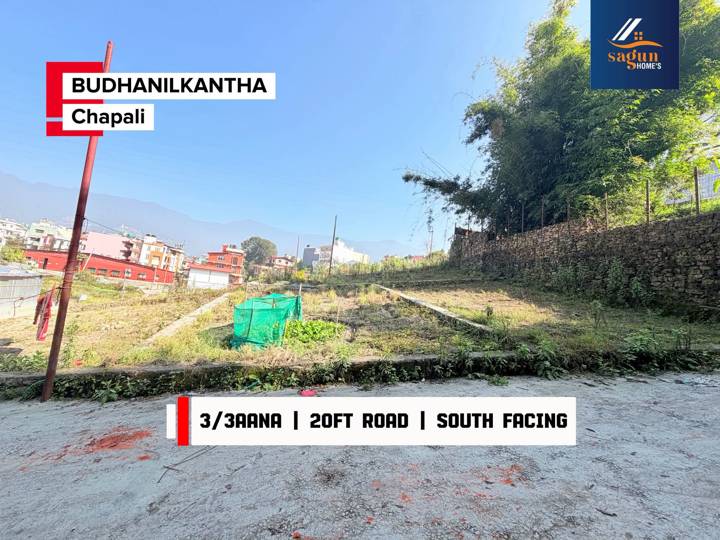 sagun
HOME'S
BUDHANILKANTHA
Chapali
3/3AANA | 20FT ROAD | SOUTH FACING